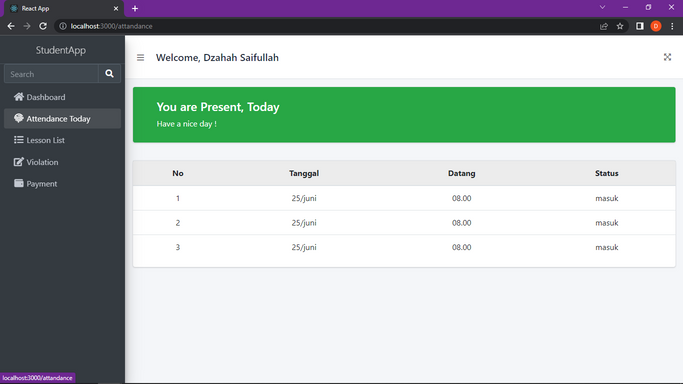 React App
localhost:3000/attandance
D
StudentApp
Search
Dashboard
Attendance Today
Lesson List
Violation
Payment
Welcome, Dzahah Saifullah
You are Present, Today
Have a nice day !
No Tanggal Datang Status
1 25/juni 08.00 masuk
2 25/juni 08.00 masuk
3 25/juni 08.00 masuk
localhost:3000/attandance